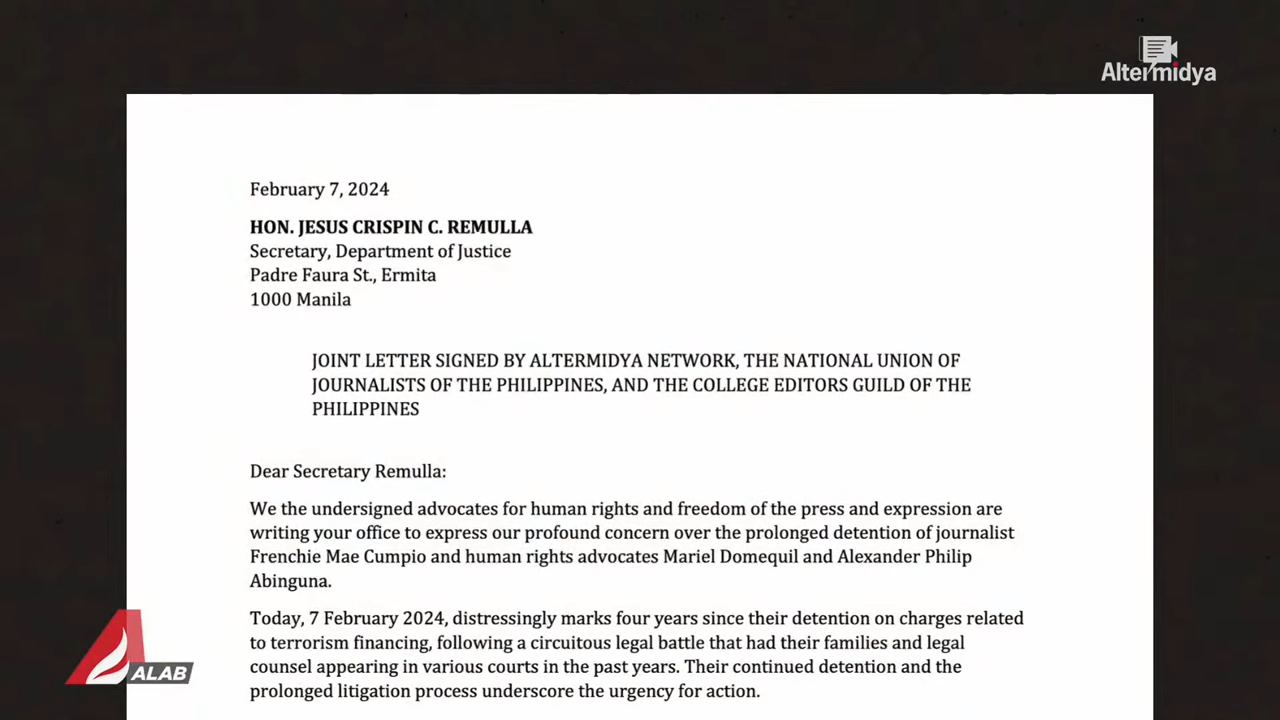 Altermidya
February 7, 2024
HON. JESUS CRISPIN C. REMULLA
Secretary, Department of Justice
Padre Faura St., Ermita
1000 Manila
JOINT LETTER SIGNED BY ALTERMIDYA NETWORK, THE NATIONAL UNION OF
JOURNALISTS OF THE PHILIPPINES, AND THE COLLEGE EDITORS GUILD OF THE
PHILIPPINES
Dear Secretary Remulla:
We the undersigned advocates for human rights and freedom of the press and expression are
writing your office to express our profound concern over the prolonged detention of journalist
Frenchie Mae Cumpio and human rights advocates Mariel Domequil and Alexander Philip
Abinguna.
Today, 7 February 2024, distressingly marks four years since their detention on charges related
to terrorism financing, following a circuitous legal battle that had their families and legal
counsel appearing in various courts in the past years. Their continued detention and the
prolonged litigation process underscore the urgency for action.
ALAB